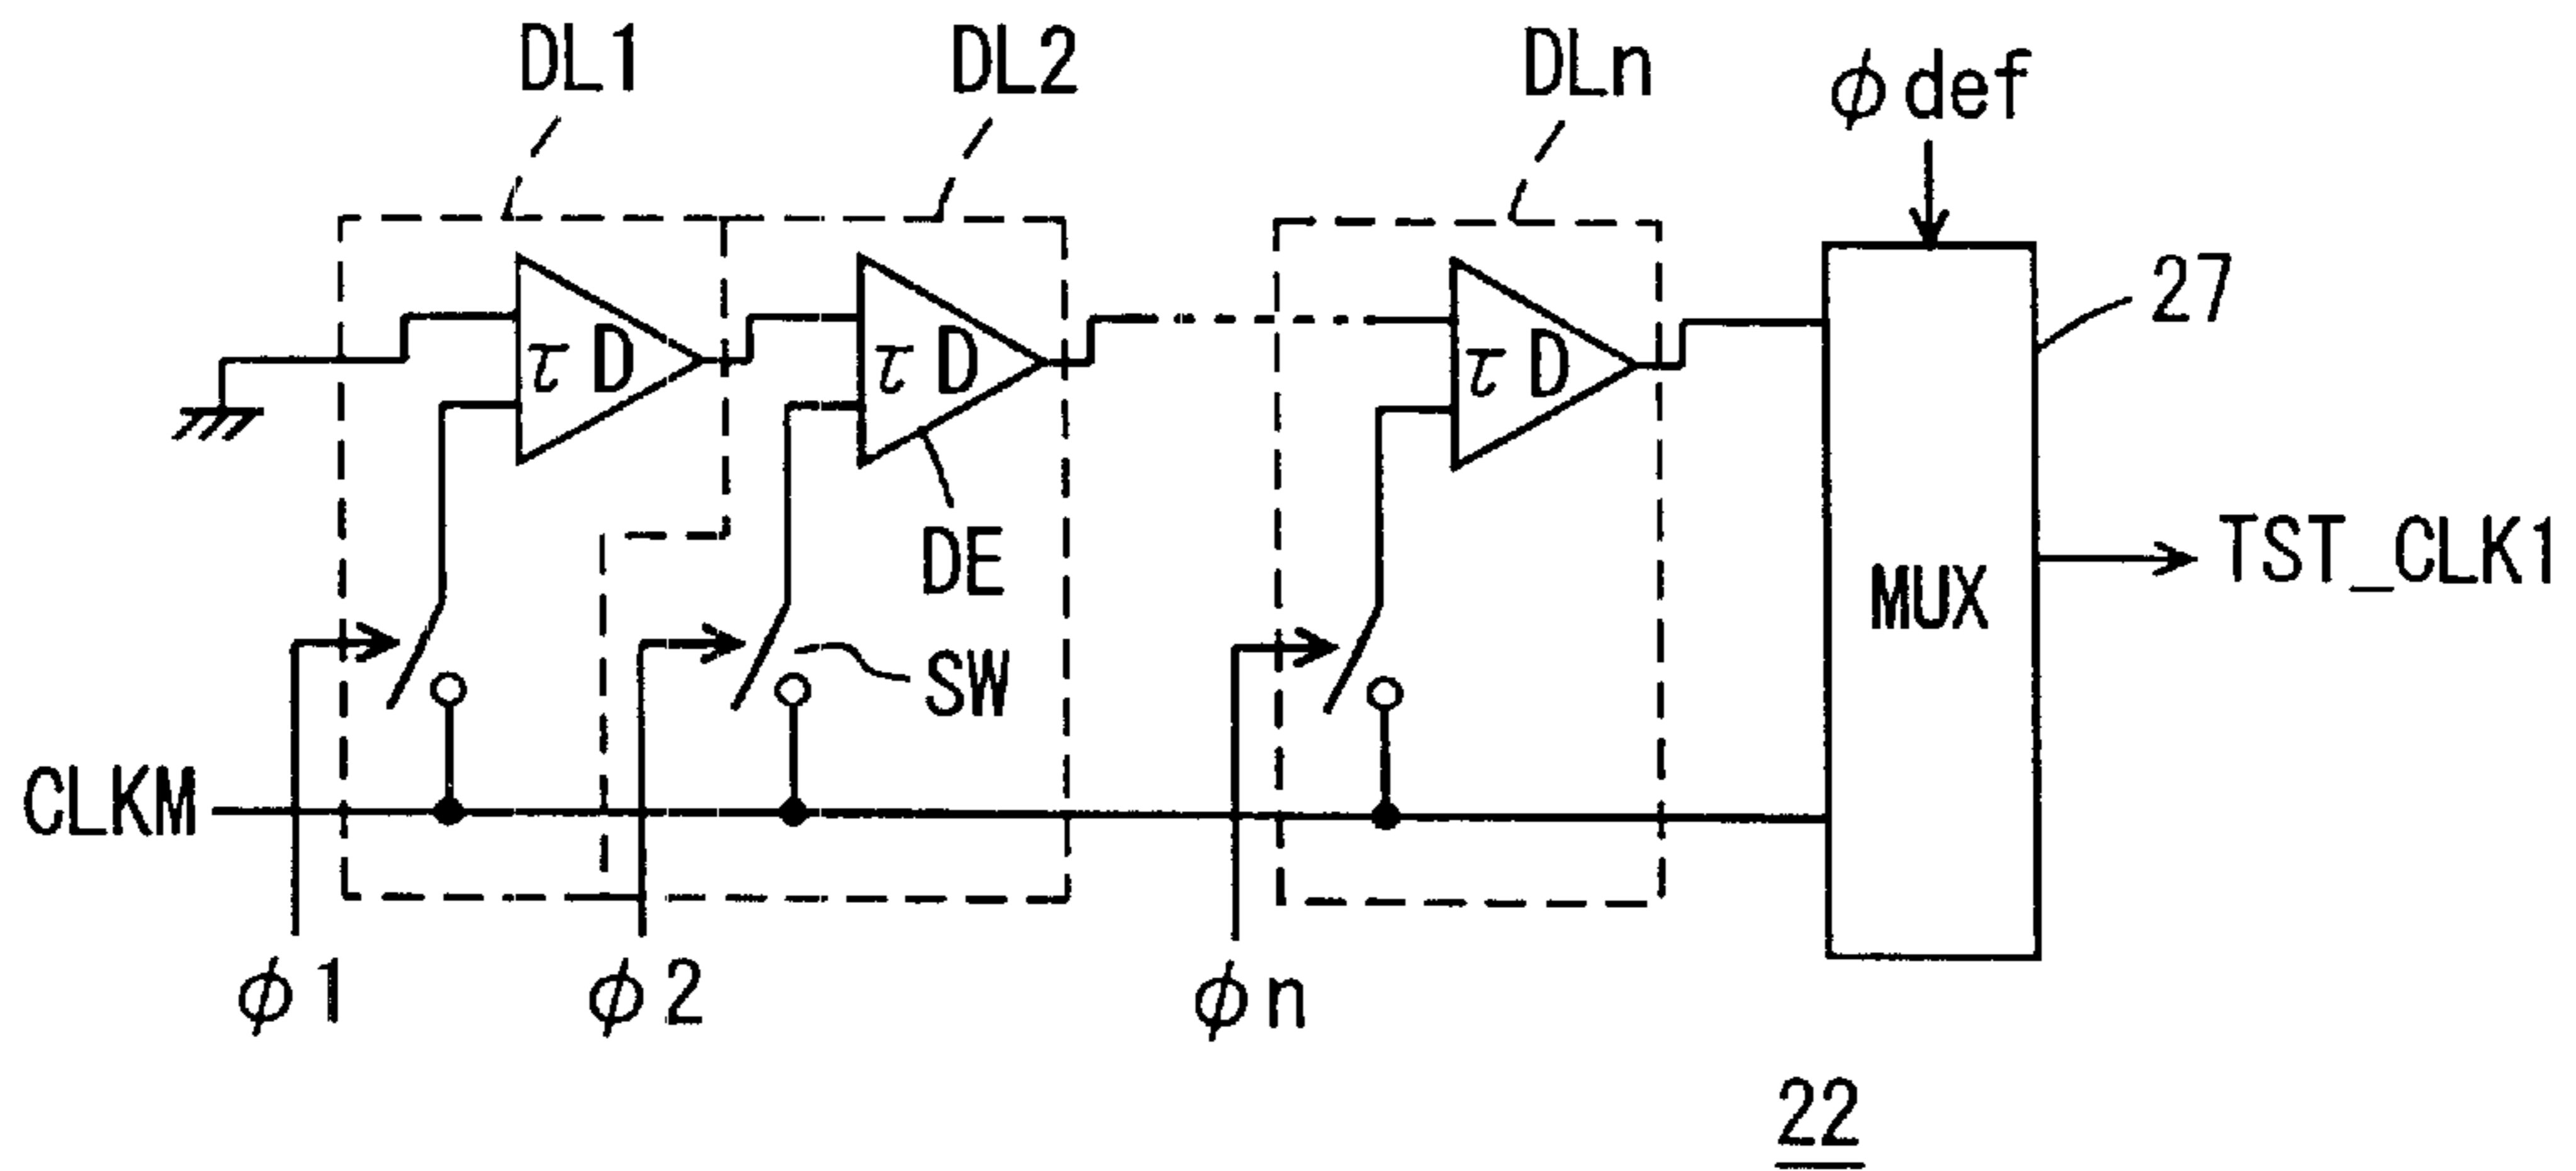 DL1
DL2
DLn
φdef
27
τD
τD
τD
DE
SW
MUX
TST_CLK1
CLKM
φ1
φ2
φn
22